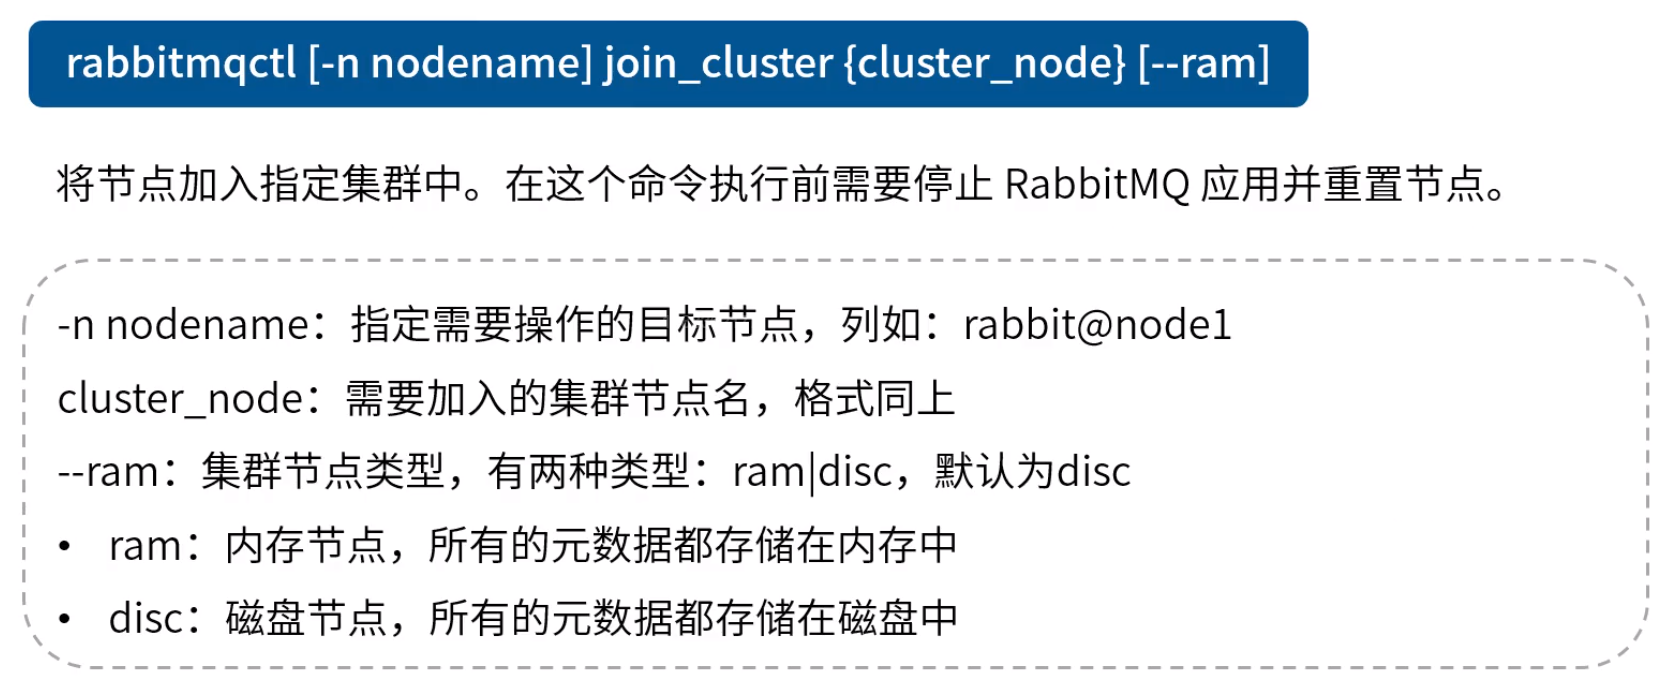 rabbitmqctl [-n nodename] join_cluster {cluster_node} [--ram]
将节点加入指定集群中。在这个命令执行前需要停止 RabbitMQ 应用并重置节点。
-n nodename：指定需要操作的目标节点，列如：rabbit@node1
cluster_node：需要加入的集群节点名，格式同上
--ram：集群节点类型，有两种类型：ram|disc，默认为disc
• ram：内存节点，所有的元数据都存储在内存中
• disc：磁盘节点，所有的元数据都存储在磁盘中